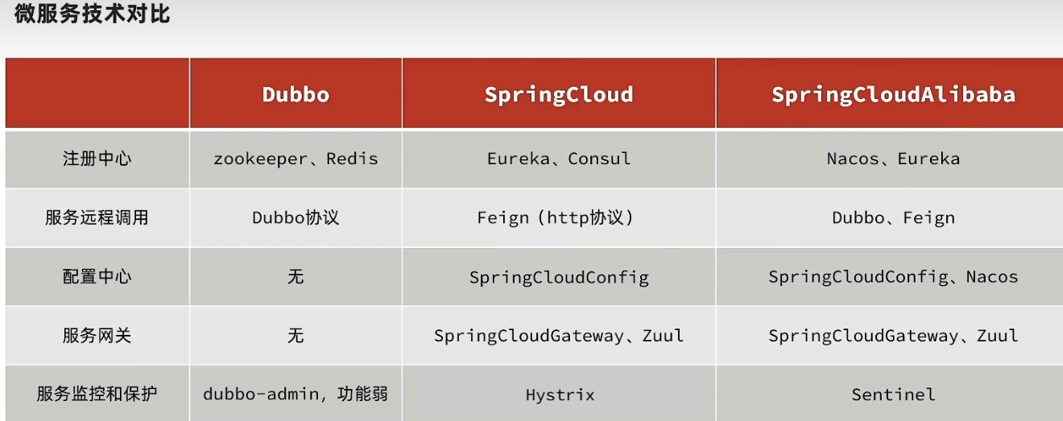 微服务技术对比
Dubbo SpringCloud SpringCloudAlibaba
注册中心 zookeeper、Redis Eureka、Consul Nacos、Eureka
服务远程调用 Dubbo协议 Feign（http协议） Dubbo、Feign
配置中心 无 SpringCloudConfig SpringCloudConfig、Nacos
服务网关 无 SpringCloudGateway、Zuul SpringCloudGateway、Zuul
服务监控和保护 dubbo-admin，功能弱 Hystrix Sentinel